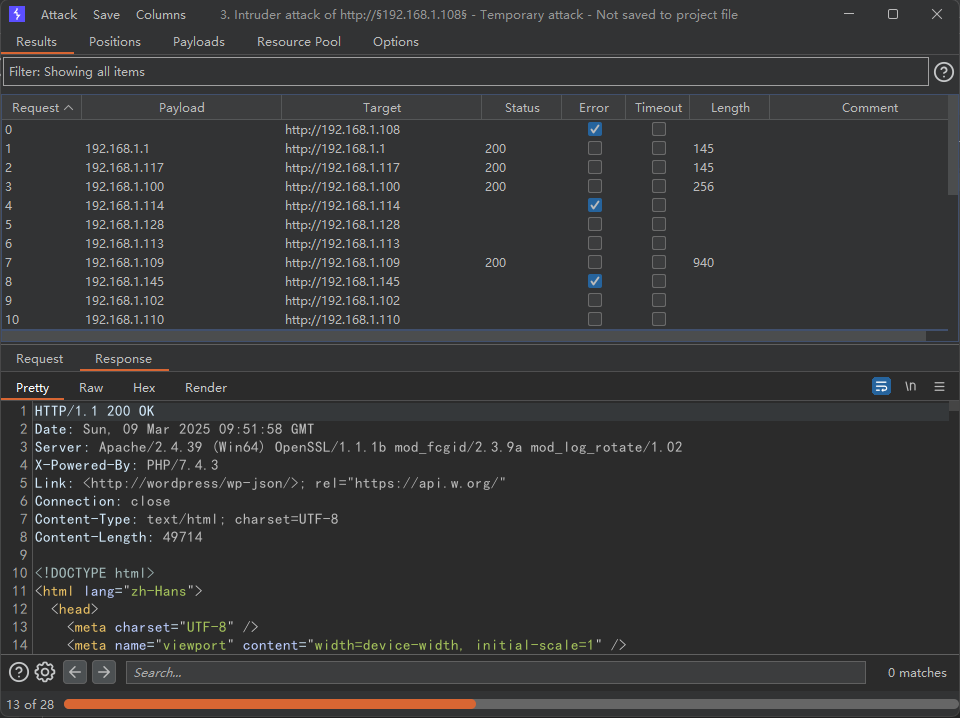 Attack Save Columns 3. Intruder attack of http://§192.168.1.108§ - Temporary attack - Not saved to project file
Results Positions Payloads Resource Pool Options
Filter: Showing all items
Request Payload Target Status Error Timeout Length Comment
0 http://192.168.1.108
1 192.168.1.1 http://192.168.1.1 200 145
2 192.168.1.117 http://192.168.1.117 200 145
3 192.168.1.100 http://192.168.1.100 200 256
4 192.168.1.114 http://192.168.1.114
5 192.168.1.128 http://192.168.1.128
6 192.168.1.113 http://192.168.1.113
7 192.168.1.109 http://192.168.1.109 200 940
8 192.168.1.145 http://192.168.1.145
9 192.168.1.102 http://192.168.1.102
10 192.168.1.110 http://192.168.1.110
Request Response
Pretty Raw Hex Render \n
1 HTTP/1.1 200 OK
2 Date: Sun, 09 Mar 2025 09:51:58 GMT
3 Server: Apache/2.4.39 (Win64) OpenSSL/1.1.1b mod_fcgid/2.3.9a mod_log_rotate/1.02
4 X-Powered-By: PHP/7.4.3
5 Link: <http://wordpress/wp-json/>; rel="https://api.w.org/"
6 Connection: close
7 Content-Type: text/html; charset=UTF-8
8 Content-Length: 49714
9
10 <!DOCTYPE html>
11 <html lang="zh-Hans">
12 <head>
13 <meta charset="UTF-8" />
14 <meta name="viewport" content="width=device-width, initial-scale=1" />
Search... 0 matches
13 of 28